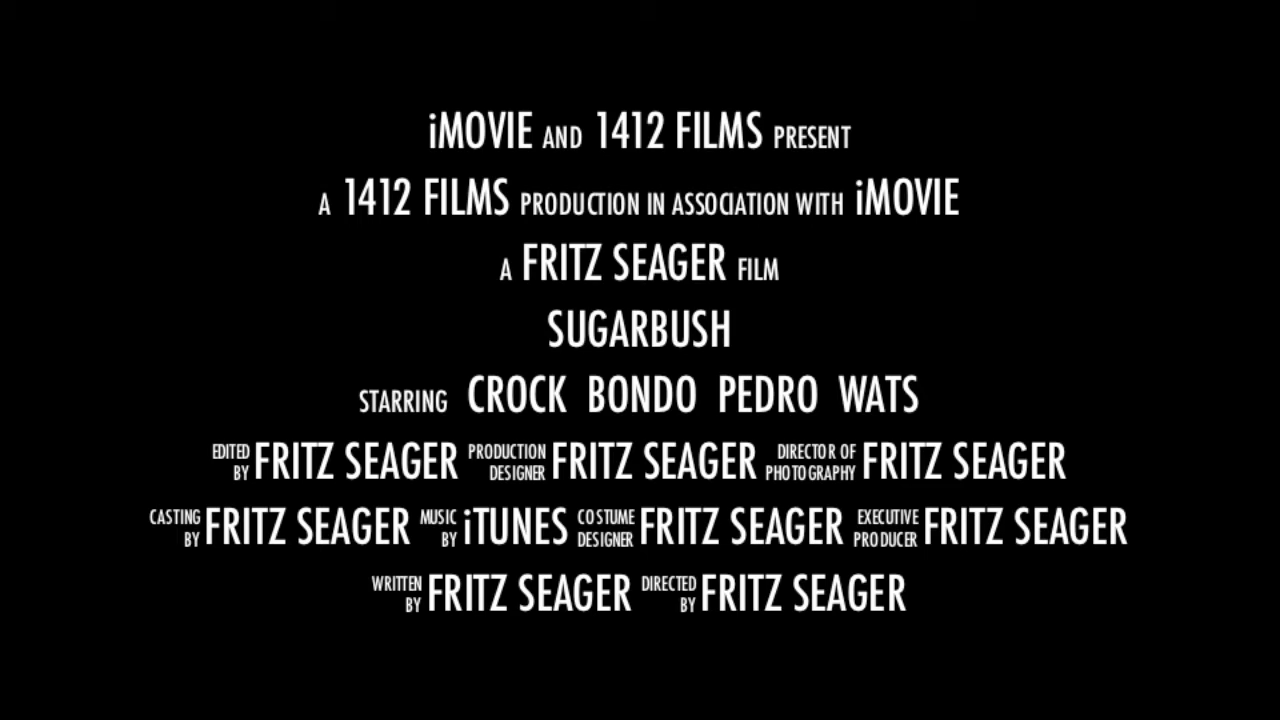 iMOVIE AND 1412 FILMS PRESENT
A 1412 FILMS PRODUCTION IN ASSOCIATION WITH iMOVIE
A FRITZ SEAGER FILM
SUGARBUSH
STARRING CROCK BONDO PEDRO WATS
EDITED BY FRITZ SEAGER PRODUCTION DESIGNER FRITZ SEAGER DIRECTOR OF PHOTOGRAPHY FRITZ SEAGER
CASTING BY FRITZ SEAGER MUSIC BY iTUNES COSTUME DESIGNER FRITZ SEAGER EXECUTIVE PRODUCER FRITZ SEAGER
WRITTEN BY FRITZ SEAGER DIRECTED BY FRITZ SEAGER